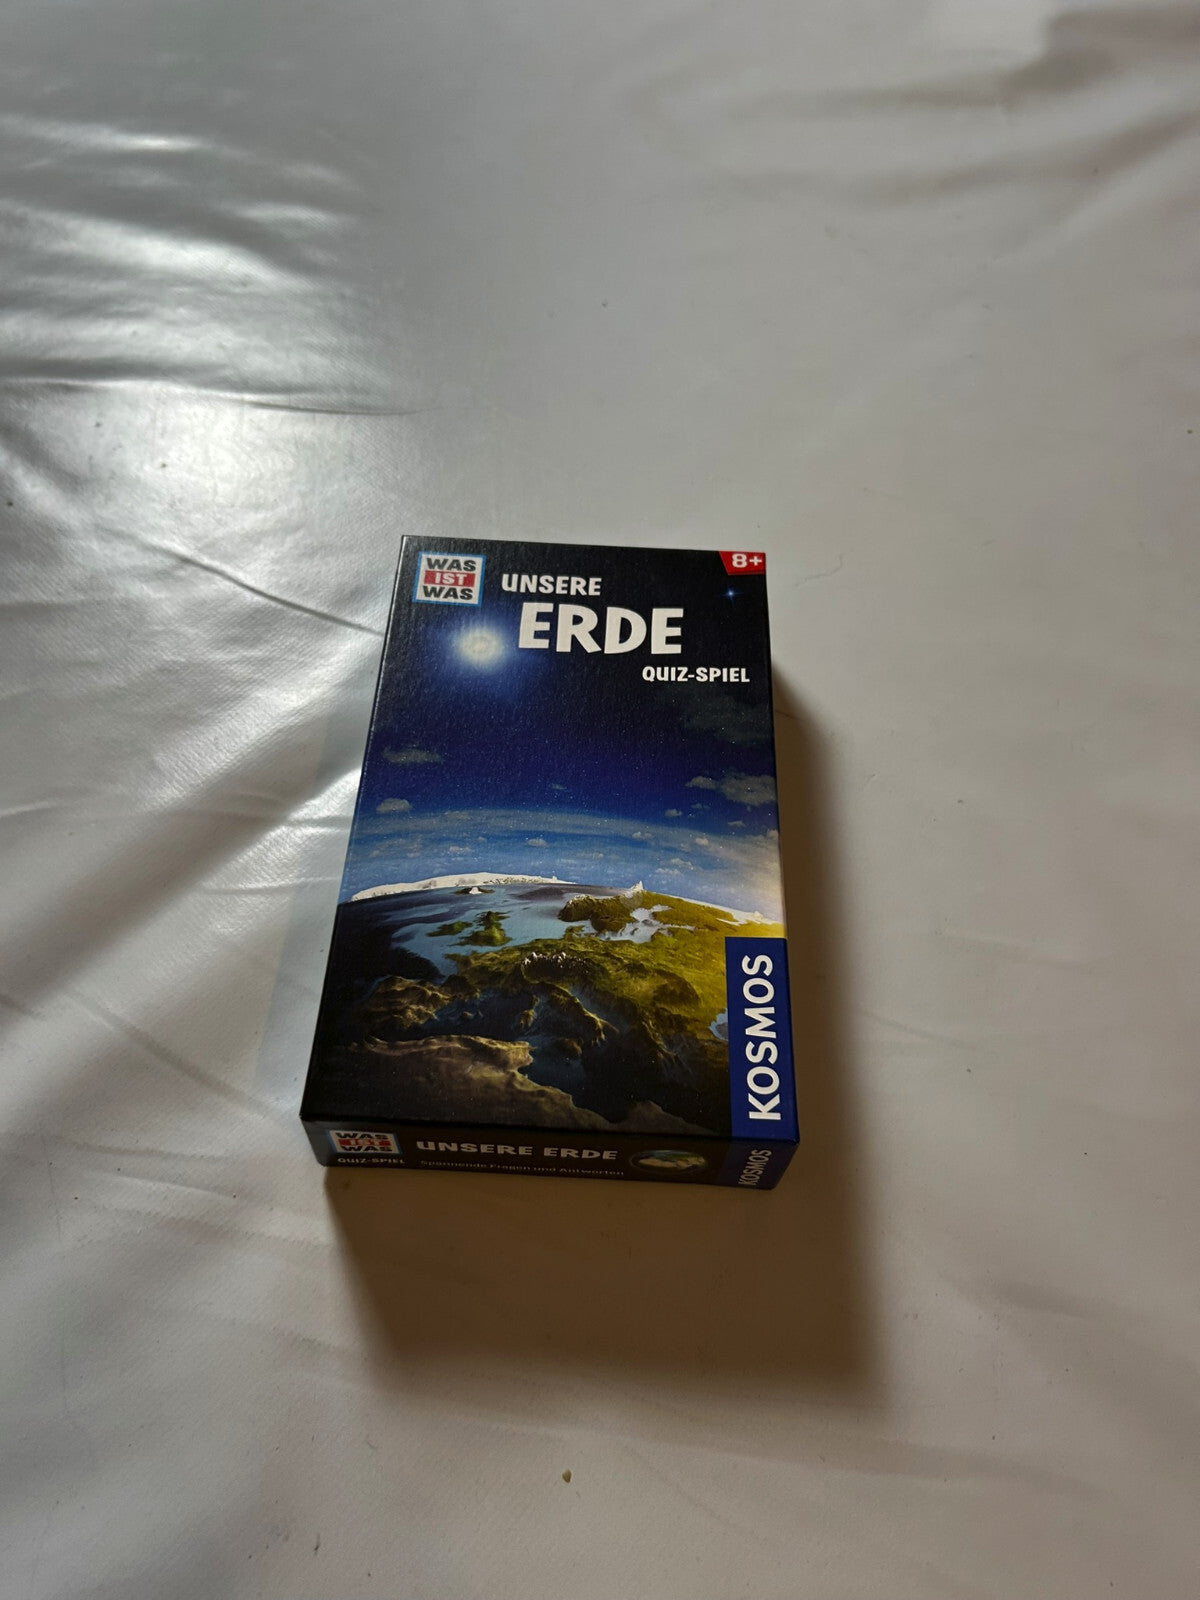 WAS
IST
WAS
UNSERE
ERDE
QUIZ-SPIEL
8+
KOSMOS
WAS
IST
WAS
QUIZ-SPIEL
UNSERE ERDE
Spannende Fragen und Antworten
KOSMOS